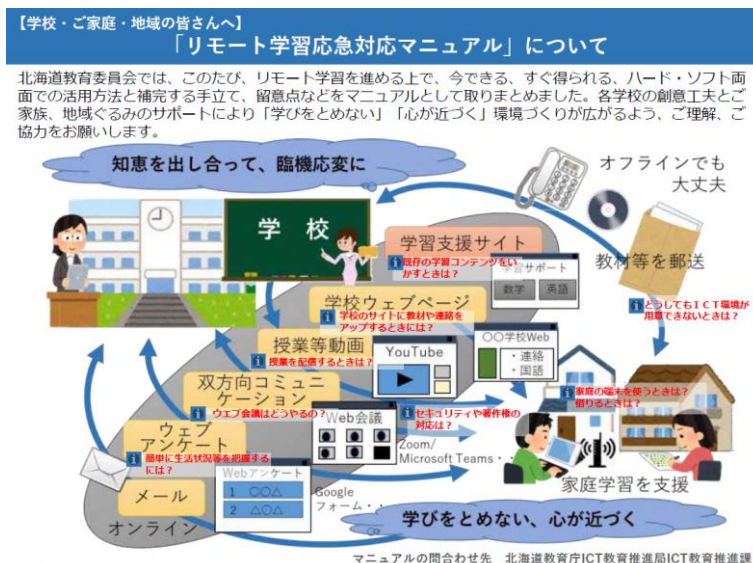 【学校・ご家庭・地域の皆さんへ】
「リモート学習応急対応マニュアル」について
北海道教育委員会では、このたび、リモート学習を進める上で、今できる、すぐ得られる、ハード・ソフト両
面での活用方法と補完する手立て、留意点などをマニュアルとして取りまとめました。各学校の創意工夫とご
家族、地域ぐるみのサポートにより「学びをとめない」「心が近づく」環境づくりが広がるよう、ご理解、ご
協力をお願いします。
知恵を出し合って、臨機応変に
オフラインでも
大丈夫
学校
学習支援サイト
既存の学習コンテンツをい
かすときは？
学習サポート
数学
英語
教材等を郵送
どうしてもＩＣＴ環境が
用意できないときは？
学校ウェブページ
学校のサイトに教材や連絡を
アップするときには？
〇〇学校Web
・連絡
・国語
授業等動画
授業を配信するときは？
YouTube
双方向コミュニ
ケーション
ウエブ会議はどうやるの？
Web会議
セキュリティや著作権の
対応は？
Zoom/
Microsoft Teams・・
家庭の端末を使うときは？
借りるときは？
ウェブ
アンケート
簡単に生活状況等を把握する
には？
Webアンケート
1 〇〇△
2 △〇△
Google
フォーム・・
メール
オンライン
家庭学習を支援
学びをとめない、心が近づく
マニュアルの問合わせ先 北海道教育庁ICT教育推進局ICT教育推進課